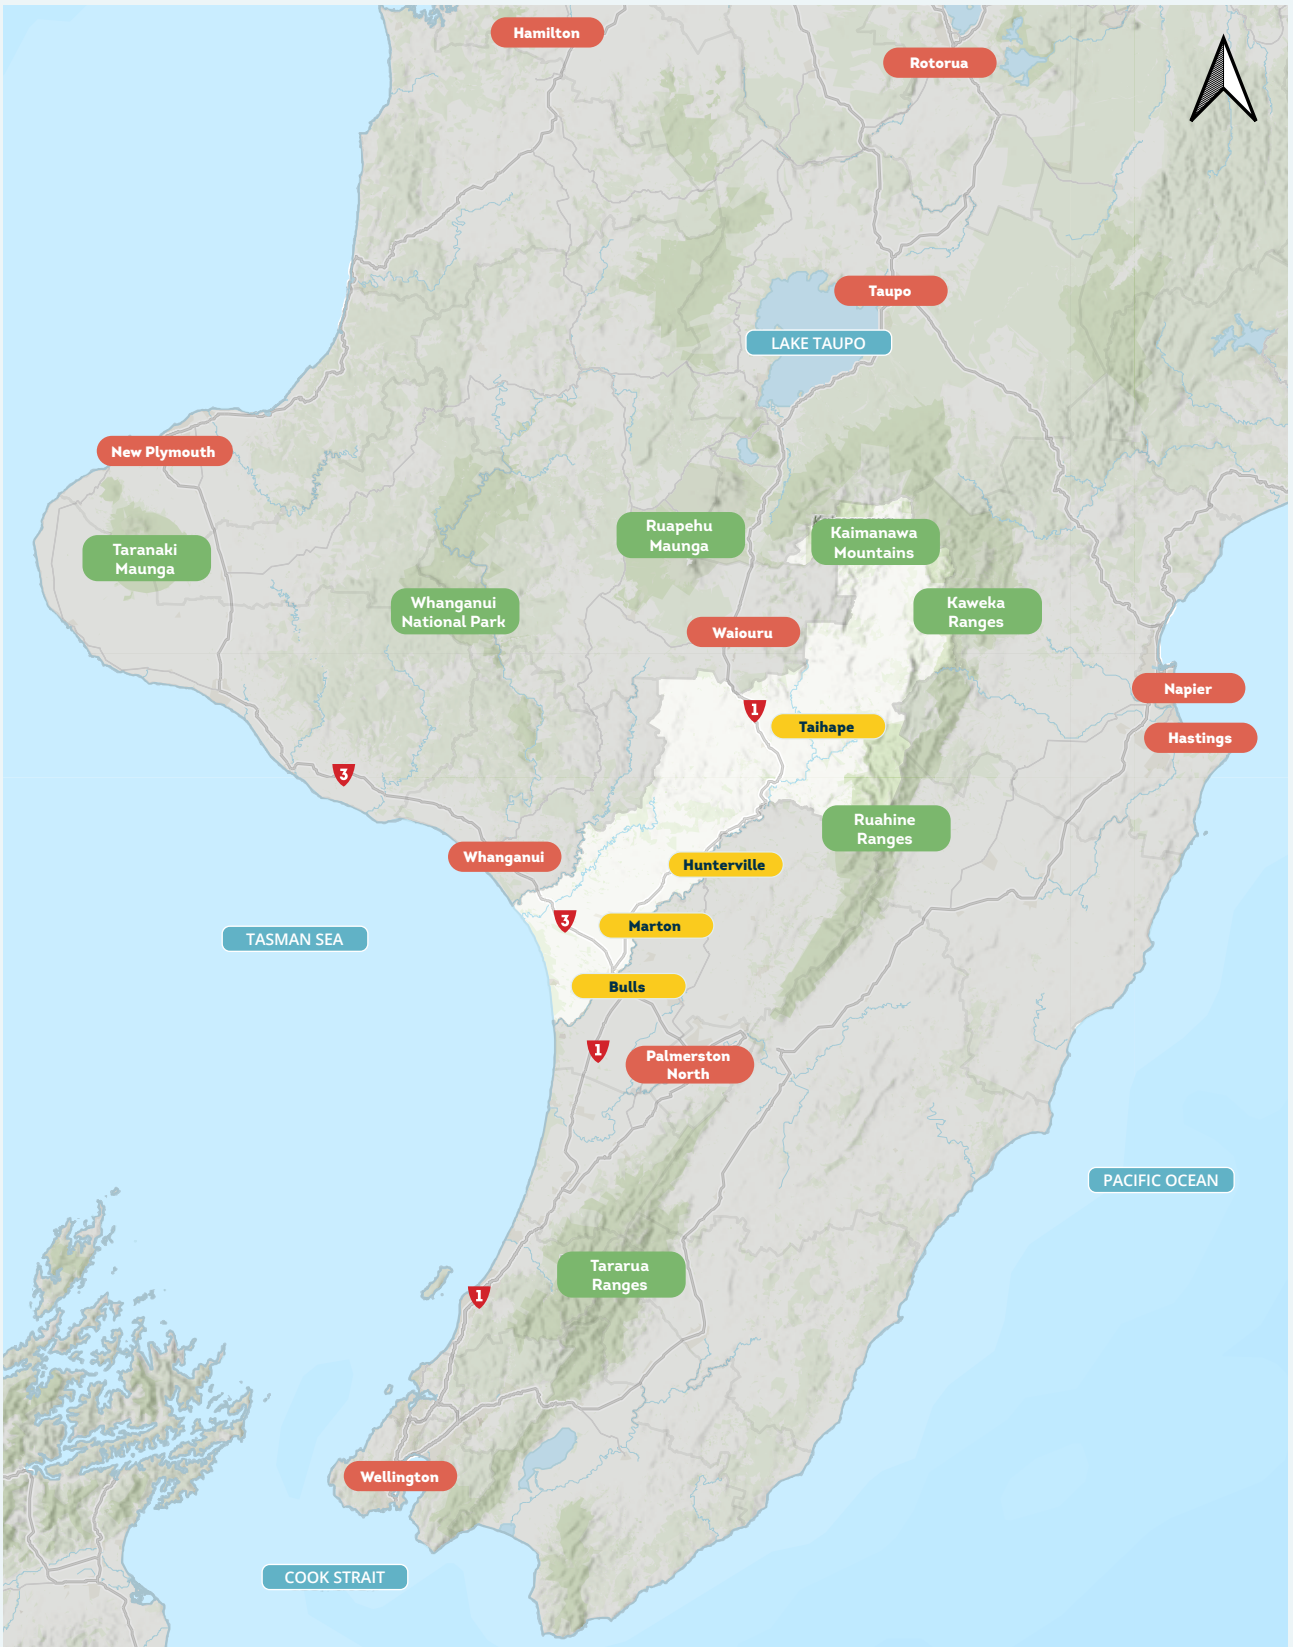 Hamilton
Rotorua
Taupo
LAKE TAUPO
New Plymouth
Ruapehu
Maunga
Kaimanawa
Mountains
Taranaki
Maunga
Whanganui
National Park
Kaweka
Ranges
Waiouru
Napier
1
Taihape
Hastings
3
Ruahine
Ranges
Whanganui
Hunterville
3
Marton
TASMAN SEA
Bulls
1
Palmerston
North
PACIFIC OCEAN
Tararua
Ranges
1
Wellington
COOK STRAIT